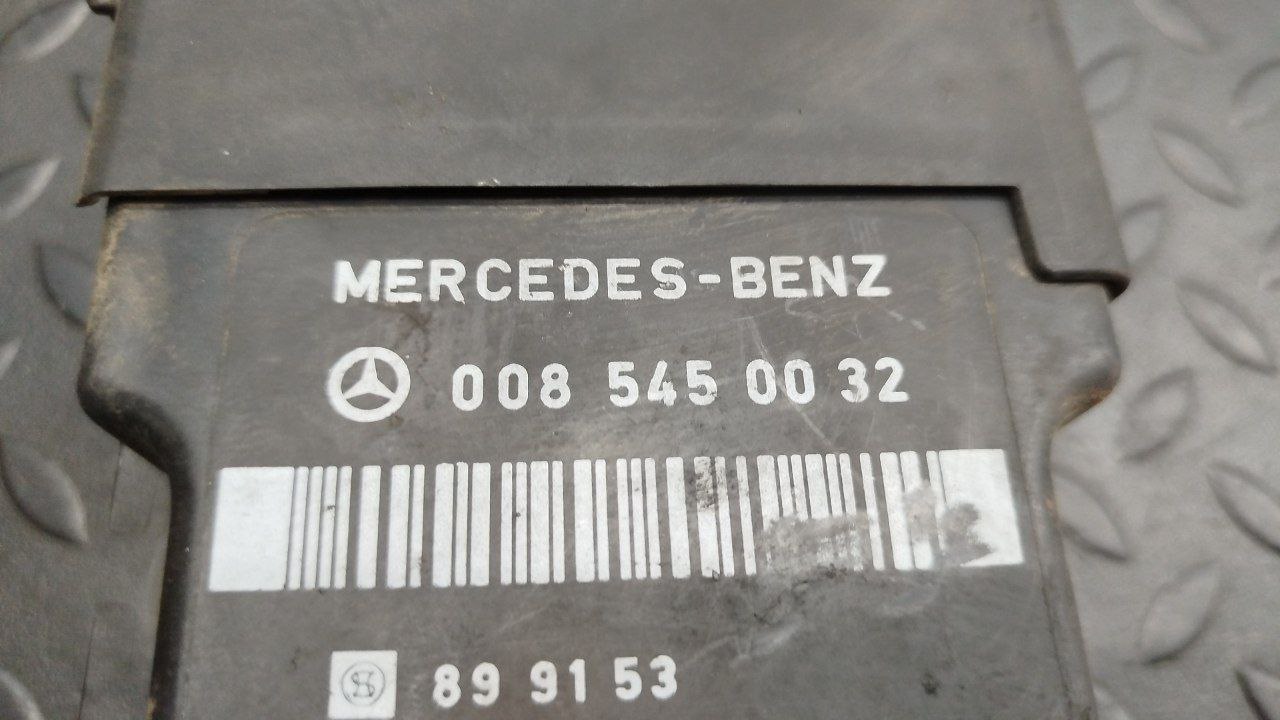 MERCEDES-BENZ
008 545 00 32
89 91 53